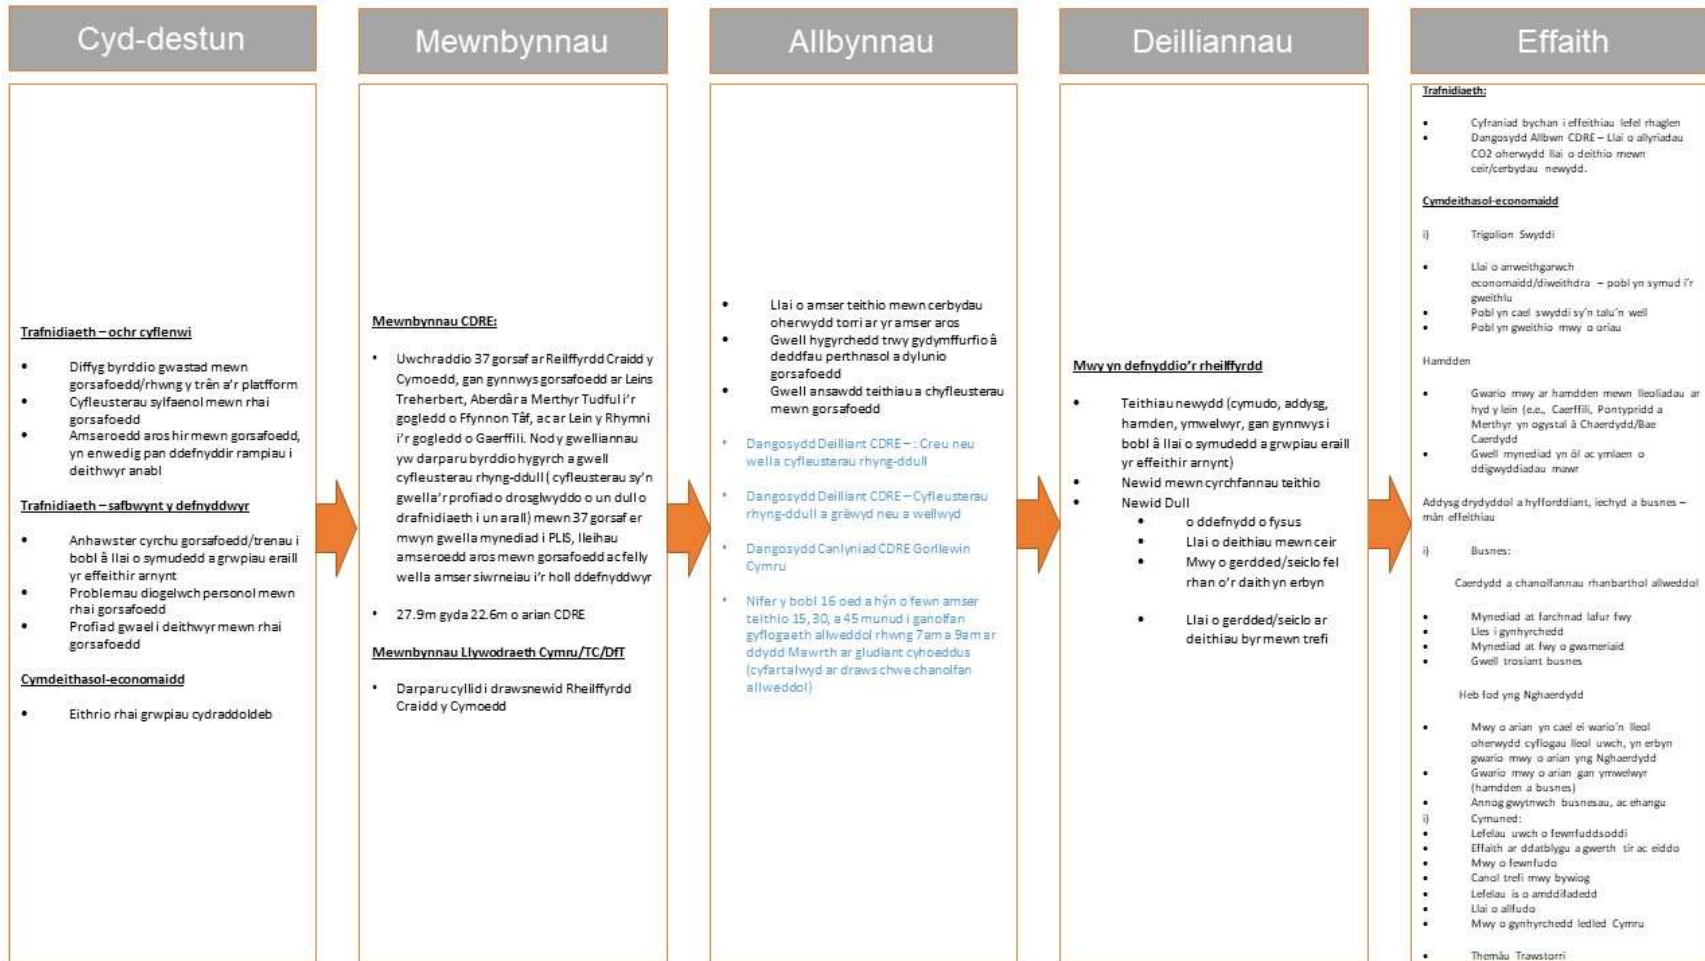 Cyd-destun
Trafnidiaeth – ochr cyflenwi
• Diffyg byrddio gwastad mewn
gorsafoedd/rhwng y trên a'r platfform
• Cyfleusterau sylfaenol mewn rhai
gorsafoedd
• Amseroedd aros hir mewn gorsafoedd,
yn enwedig pan ddefnyddir rampiau i
deithwyr anabl
Trafnidiaeth – safbwynt y defnyddwyr
• Anhawster cyrchu gorsafoedd/trenau i
bobl â llai o symudedd a grwpiau eraill
yr effeithir arnynt
• Problemau diogelwch personol mewn
rhai gorsafoedd
• Profiad gwael i deithwyr mewn rhai
gorsafoedd
Cymdeithasol-economaidd
• Eithrio rhai grwpiau cydraddoldeb
Mewnbynnau
Mewnbynnau CDRE:
• Uwchraddio 37 gorsaf ar Reilffyrdd Craidd y
Cymoedd, gan gynnwys gorsafoedd ar Leins
Treherbert, Aberdâr a Merthyr Tudful i'r
gogledd o Ffynnon Tâf, ac ar Lein y Rhymni
i'r gogledd o Gaerffili. Nod y gwelliannau
yw darparu byrddio hygyrch a gwell
cyfleusterau rhyng-ddull ( cyfleusterau sy'n
gwella'r profiad o drosglwyddo o un dull o
drafnidiaeth i un arall) mewn 37 gorsaf er
mwyn gwella mynediad i PLIS, lleihau
amseroedd aros mewn gorsafoedd ac felly
wella amser siwrneiau i'r holl ddefnyddwyr
• 27.9m gyda 22.6m o arian CDRE
Mewnbynnau Llywodraeth Cymru/TC/DfT
• Darparu cyllid i drawsnewid Rheilffyrdd
Craidd y Cymoedd
Allbynnau
• Llai o amser teithio mewn cerbydau
oherwydd torri ar yr amser aros
• Gwell hygyrchedd trwy gydymffurfio â
deddfau perthnasol a dylunio
gorsafoedd
• Gwell ansawdd teithiau a chyfleusterau
mewn gorsafoedd
• Dangosydd Deilliant CDRE – : Creu neu
wella cyfleusterau rhyng-ddull
• Dangosydd Deilliant CDRE – Cyfleusterau
rhyng-ddull a grëwyd neu a wellwyd
• Dangosydd Canlyniad CDRE Gorllewin
Cymru
• Nifer y bobl 16 oed a hŷn o fewn amser
teithio 15, 30, a 45 munud i ganolfan
gyflogaeth allweddol rhwng 7am a 9am ar
ddydd Mawrth ar gludiant cyhoeddus
(cyfartalwyd ar draws chwe chanolfan
allweddol)
Deilliannau
Mwy yn defnyddio'r rheilffyrdd
• Teithiau newydd (cymudo, addysg,
hamden, ymwelwyr, gan gynnwys i
bobl â llai o symudedd a grwpiau eraill
yr effeithir arnynt)
• Newid mewn cyrchfannau teithio
• Newid Dull
• o ddefnydd o fysus
• Llai o deithiau mewn ceir
• Mwy o gerdded/seiclo fel
rhan o'r daith yn erbyn
• Llai o gerdded/seiclo ar
deithiau byr mewn trefi
Effaith
Trafnidiaeth:
• Cyfraniad bychan i effeithiau lefel rhaglen
• Dangosydd Allbwn CDRE – Llai o allyriadau
CO2 oherwydd llai o deithio mewn
ceir/cerbydau newydd.
Cymdeithasol-economaidd
i) Trigolion Swyddi
• Llai o anweithgarwch
economaidd/diweithdra – pobl yn symud i'r
gweithlu
• Pobl yn cael swyddi sy'n talu'n well
• Pobl yn gweithio mwy o oriau
Hamdden
• Gwario mwy ar hamdden mewn lleoliadau ar
hyd y lein (e.e., Caerffili, Pontypridd a
Merthyr yn ogystal â Chaerdydd/Bae
Caerdydd
• Gwell mynediad yn ôl ac ymlaen o
ddigwyddiadau mawr
Addysg drydyddol a hyfforddiant, iechyd a busnes –
mân effeithiau
i) Busnes:
Caerdydd a chanolfannau rhanbarthol allweddol
• Mynediad at farchnad lafur fwy
• Lles i gynhyrchedd
• Mynediad at fwy o gwsmeriaid
• Gwell trosiant busnes
Heb fod yng Nghaerdydd
• Mwy o arian yn cael ei wario'n lleol
oherwydd cyflogau lleol uwch, yn erbyn
gwario mwy o arian yng Nghaerdydd
• Gwario mwy o arian gan ymwelwyr
(hamdden a busnes)
• Annog gwytnwch busnesau, ac ehangu
i) Cymuned:
• Lefelau uwch o fewnfuddsoddi
• Effaith ar ddatblygu a gwerth tir ac eiddo
• Mwy o fewnfudo
• Canol trefi mwy bywiog
• Lefelau is o amddifadedd
• Llai o allfudo
• Mwy o gynhyrchedd ledled Cymru
• Themâu Trawstorri